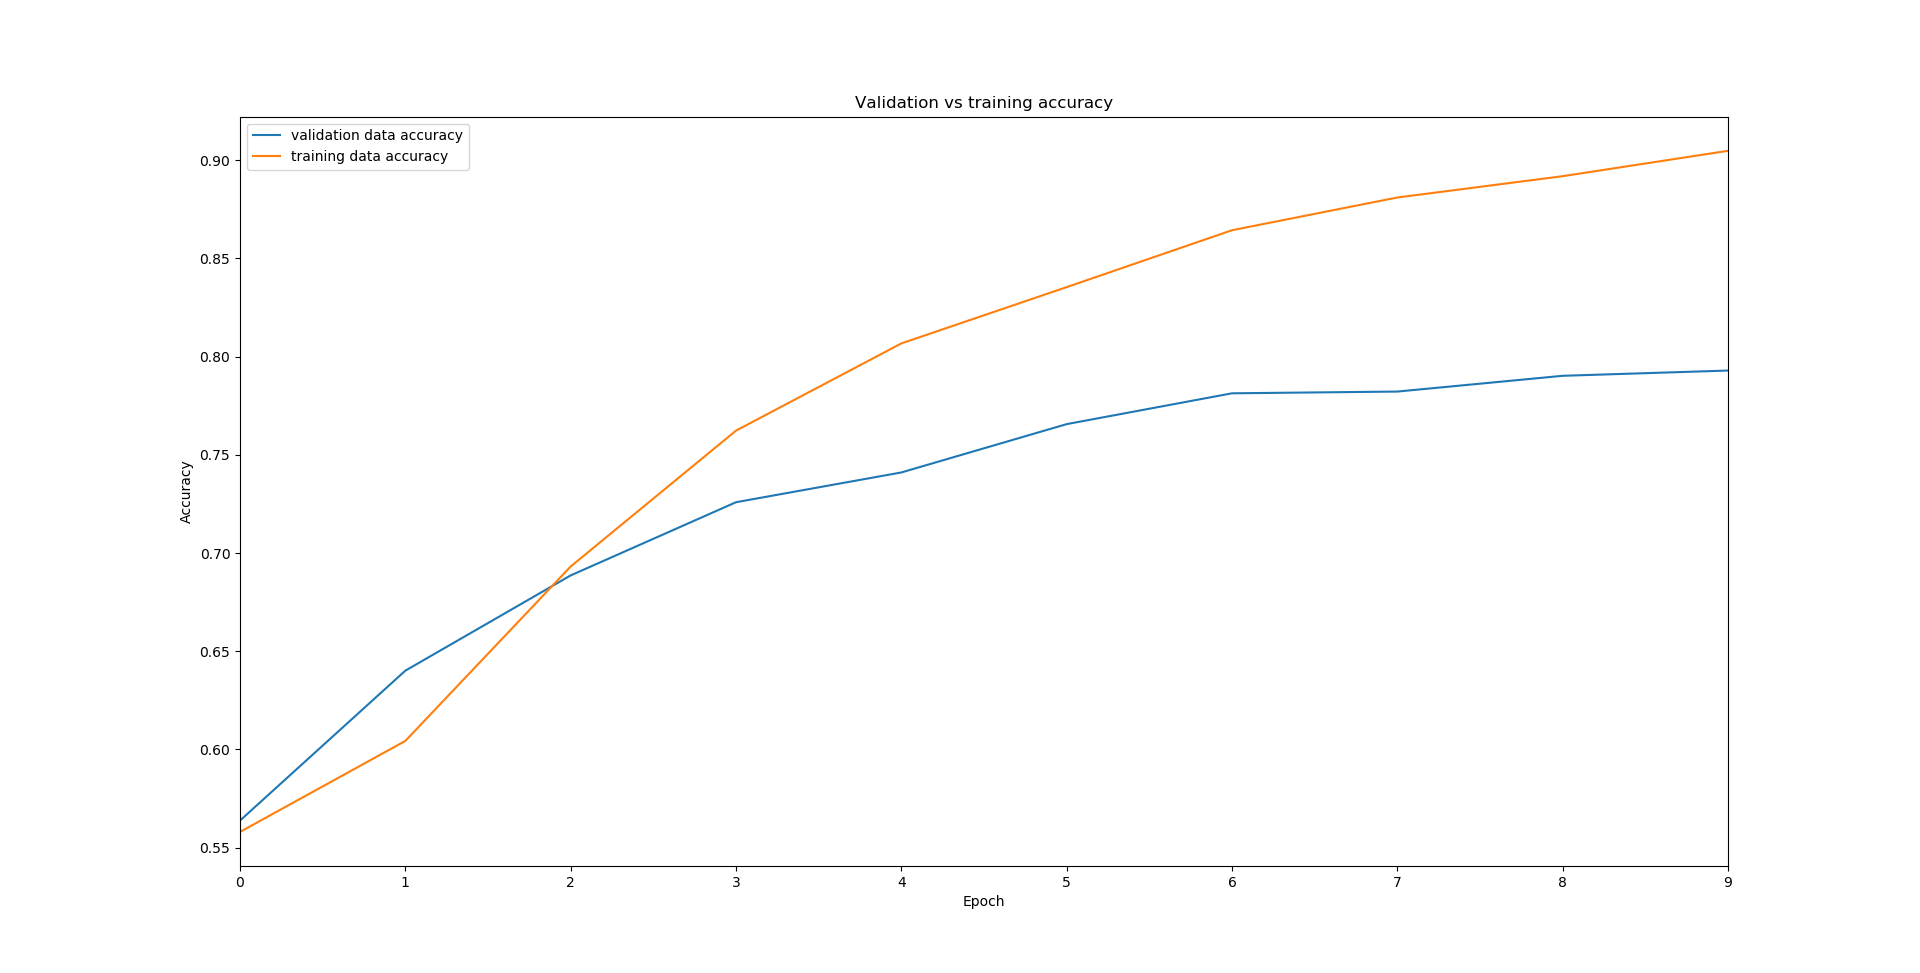 Validation vs training accuracy
validation data accuracy
training data accuracy
0.90
0.85
0.80
0.75
0.70
0.65
0.60
0.55
Accuracy
0 1 2 3 4 5 6 7 8 9
Epoch